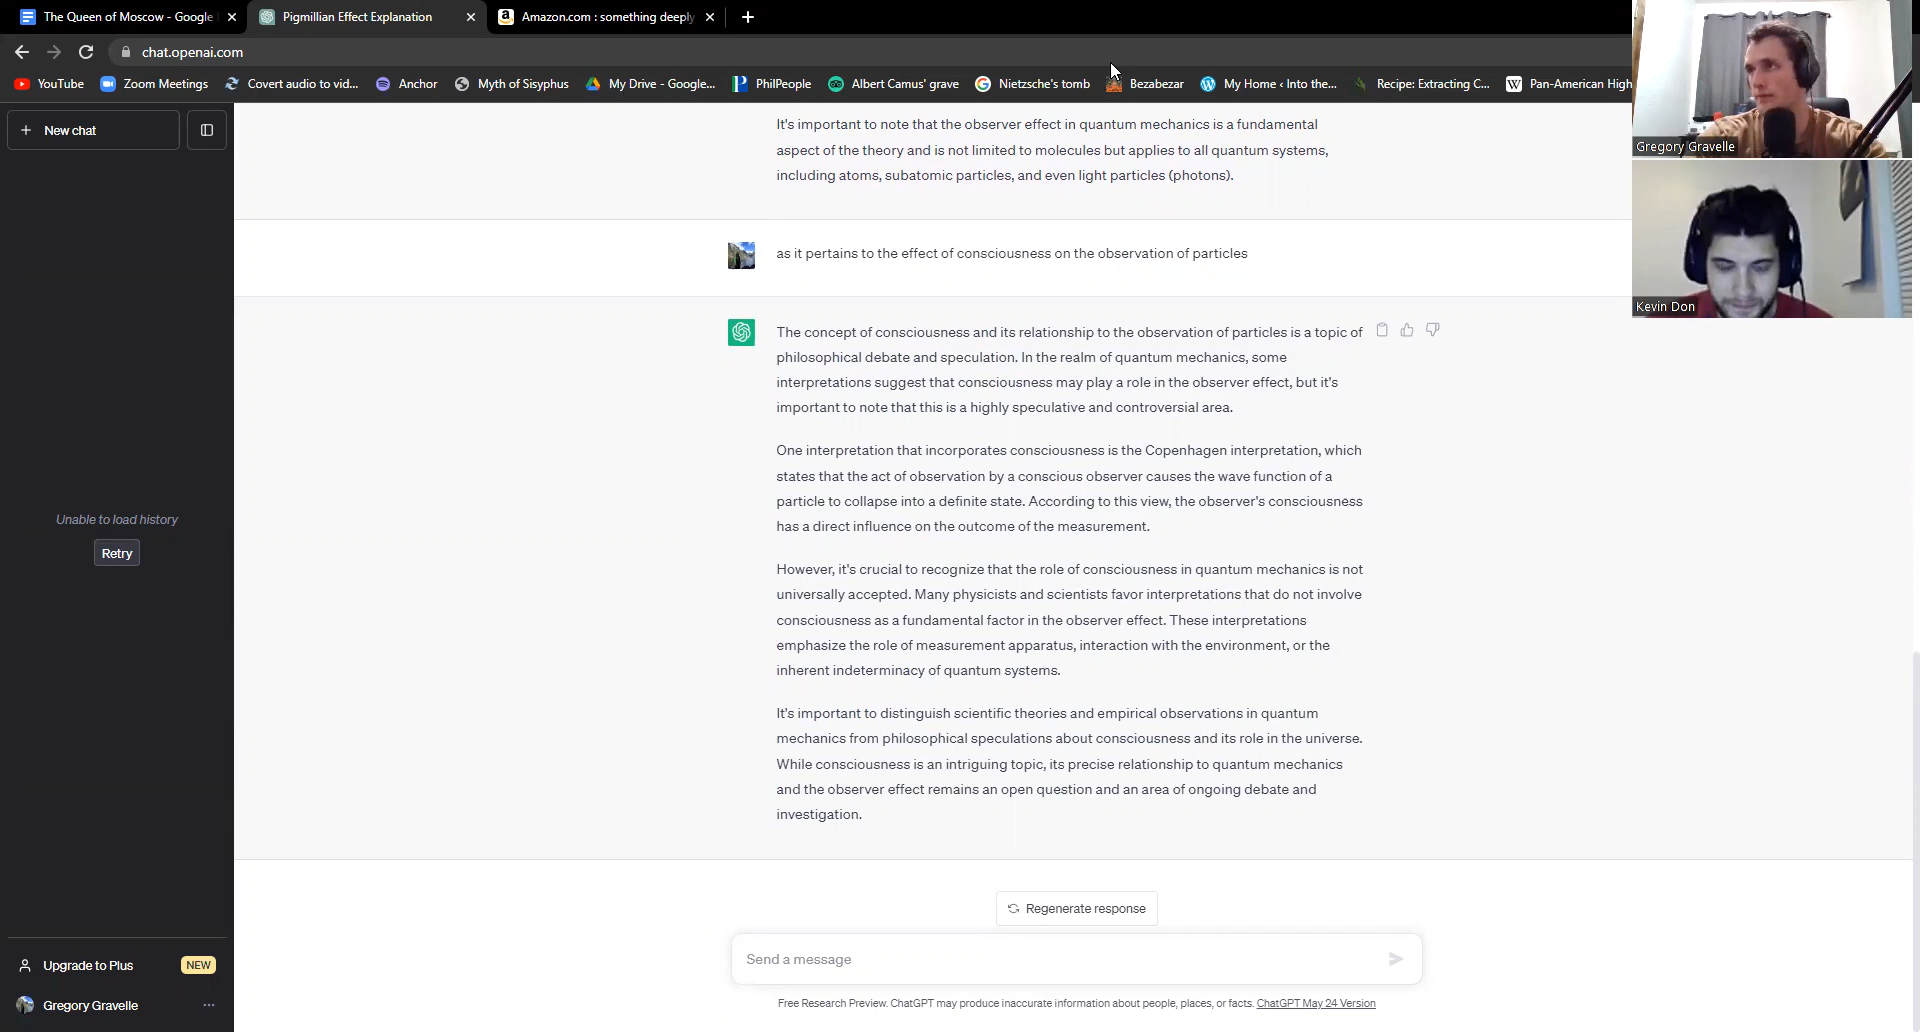 The Queen of Moscow - Google
Pigmillian Effect Explanation
Amazon.com : something deeply
chat.openai.com
YouTube
Zoom Meetings
Covert audio to vid...
Anchor
Myth of Sisyphus
My Drive - Google...
PhilPeople
Albert Camus' grave
Nietzsche's tomb
Bezabezar
My Home ‹ Into the...
Recipe: Extracting C...
Pan-American High
New chat
Unable to load history
Retry
Upgrade to Plus
NEW
Gregory Gravelle
It's important to note that the observer effect in quantum mechanics is a fundamental
aspect of the theory and is not limited to molecules but applies to all quantum systems,
including atoms, subatomic particles, and even light particles (photons).
as it pertains to the effect of consciousness on the observation of particles
The concept of consciousness and its relationship to the observation of particles is a topic of
philosophical debate and speculation. In the realm of quantum mechanics, some
interpretations suggest that consciousness may play a role in the observer effect, but it's
important to note that this is a highly speculative and controversial area.
One interpretation that incorporates consciousness is the Copenhagen interpretation, which
states that the act of observation by a conscious observer causes the wave function of a
particle to collapse into a definite state. According to this view, the observer's consciousness
has a direct influence on the outcome of the measurement.
However, it's crucial to recognize that the role of consciousness in quantum mechanics is not
universally accepted. Many physicists and scientists favor interpretations that do not involve
consciousness as a fundamental factor in the observer effect. These interpretations
emphasize the role of measurement apparatus, interaction with the environment, or the
inherent indeterminacy of quantum systems.
It's important to distinguish scientific theories and empirical observations in quantum
mechanics from philosophical speculations about consciousness and its role in the universe.
While consciousness is an intriguing topic, its precise relationship to quantum mechanics
and the observer effect remains an open question and an area of ongoing debate and
investigation.
Regenerate response
Send a message
Free Research Preview. ChatGPT may produce inaccurate information about people, places, or facts. ChatGPT May 24 Version
Gregory Gravelle
Kevin Don